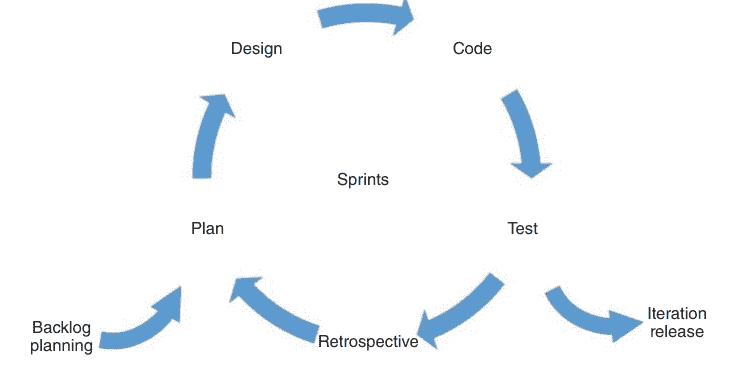 Design
Code
Sprints
Plan
Test
Backlog
planning
Retrospective
Iteration
release